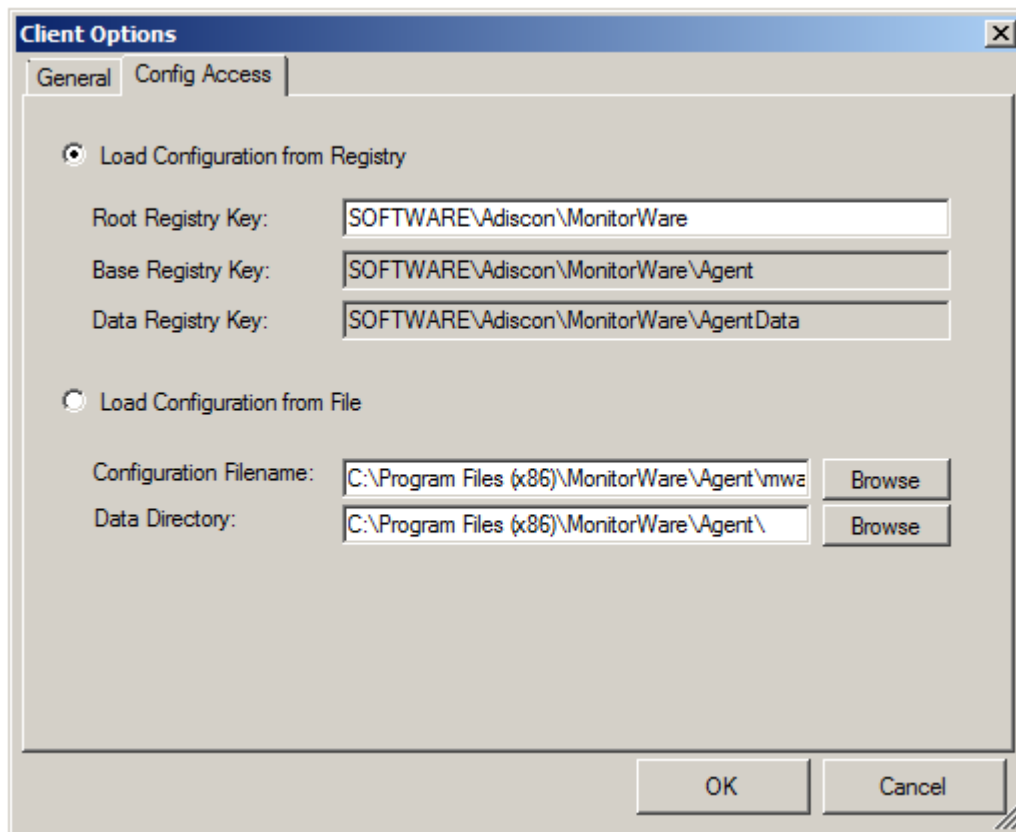 Client Options
General Config Access
Load Configuration from Registry
Root Registry Key: SOFTWARE\Adiscon\MonitorWare
Base Registry Key: SOFTWARE\Adiscon\MonitorWare\Agent
Data Registry Key: SOFTWARE\Adiscon\MonitorWare\AgentData
Load Configuration from File
Configuration Filename: C:\Program Files (x86)\MonitorWare\Agent\mwa Browse
Data Directory: C:\Program Files (x86)\MonitorWare\Agent\ Browse
OK Cancel